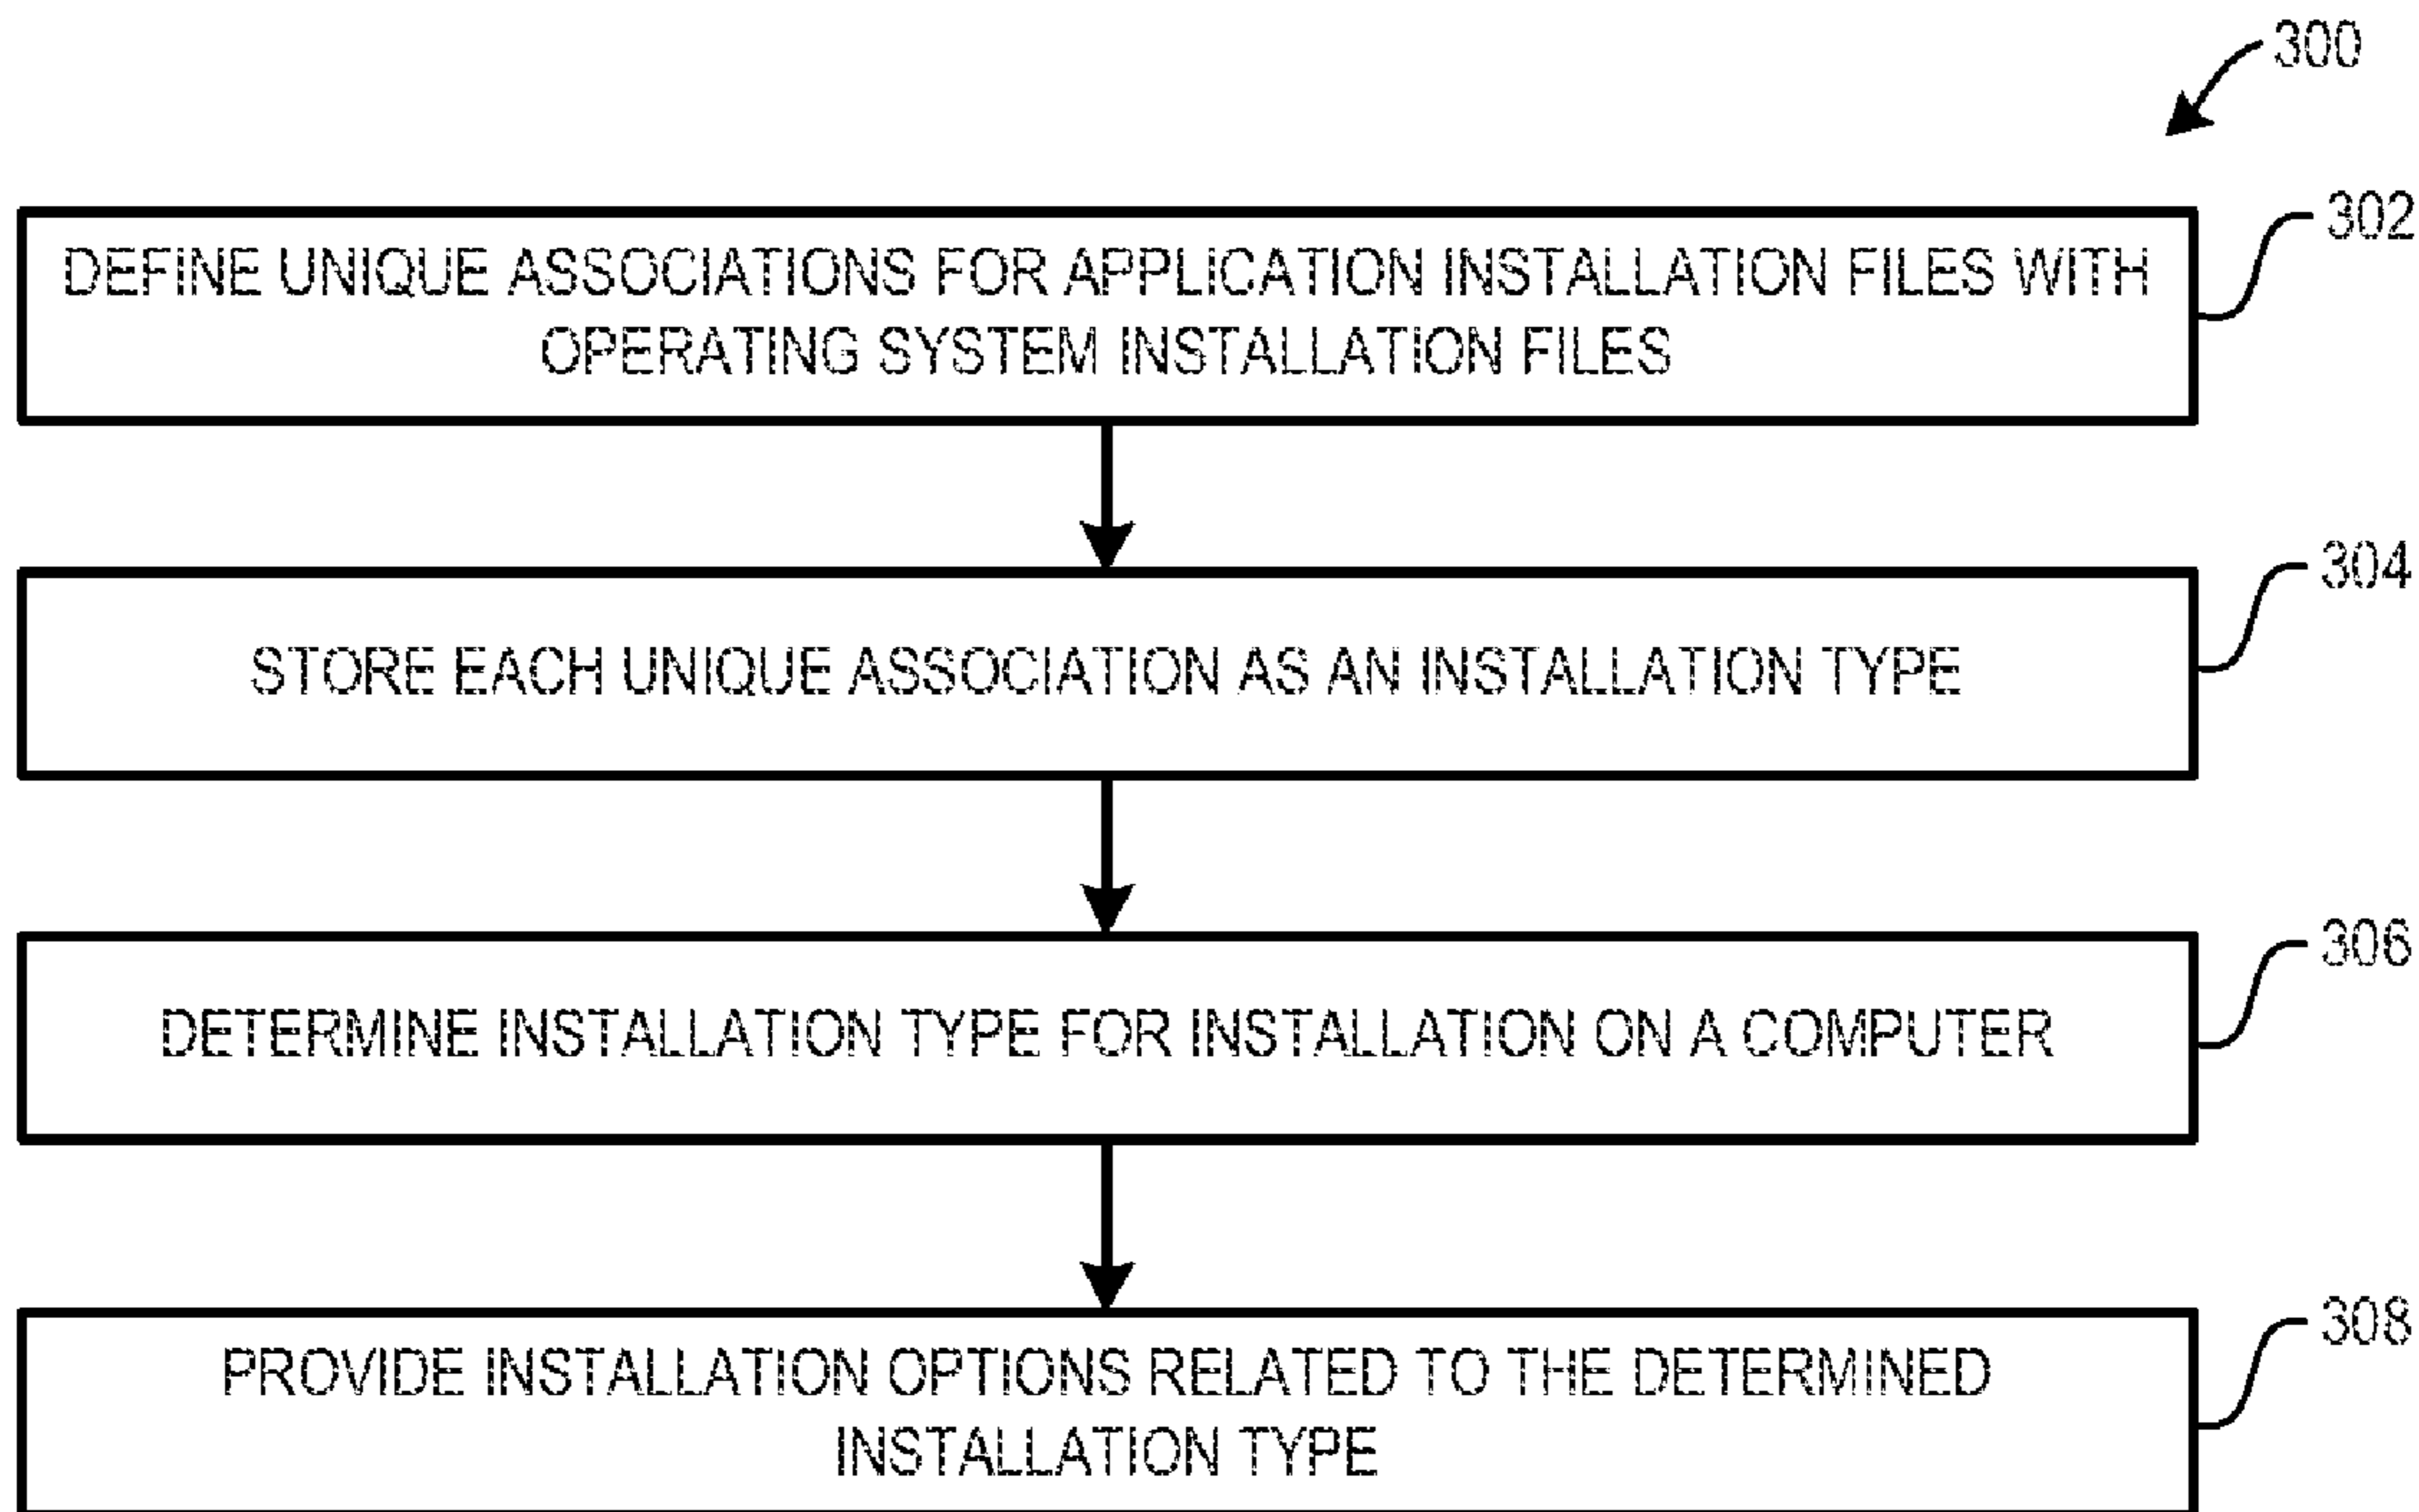 300
302
DEFINE UNIQUE ASSOCIATIONS FOR APPLICATION INSTALLATION FILES WITH
OPERATING SYSTEM INSTALLATION FILES
304
STORE EACH UNIQUE ASSOCIATION AS AN INSTALLATION TYPE
306
DETERMINE INSTALLATION TYPE FOR INSTALLATION ON A COMPUTER
308
PROVIDE INSTALLATION OPTIONS RELATED TO THE DETERMINED
INSTALLATION TYPE